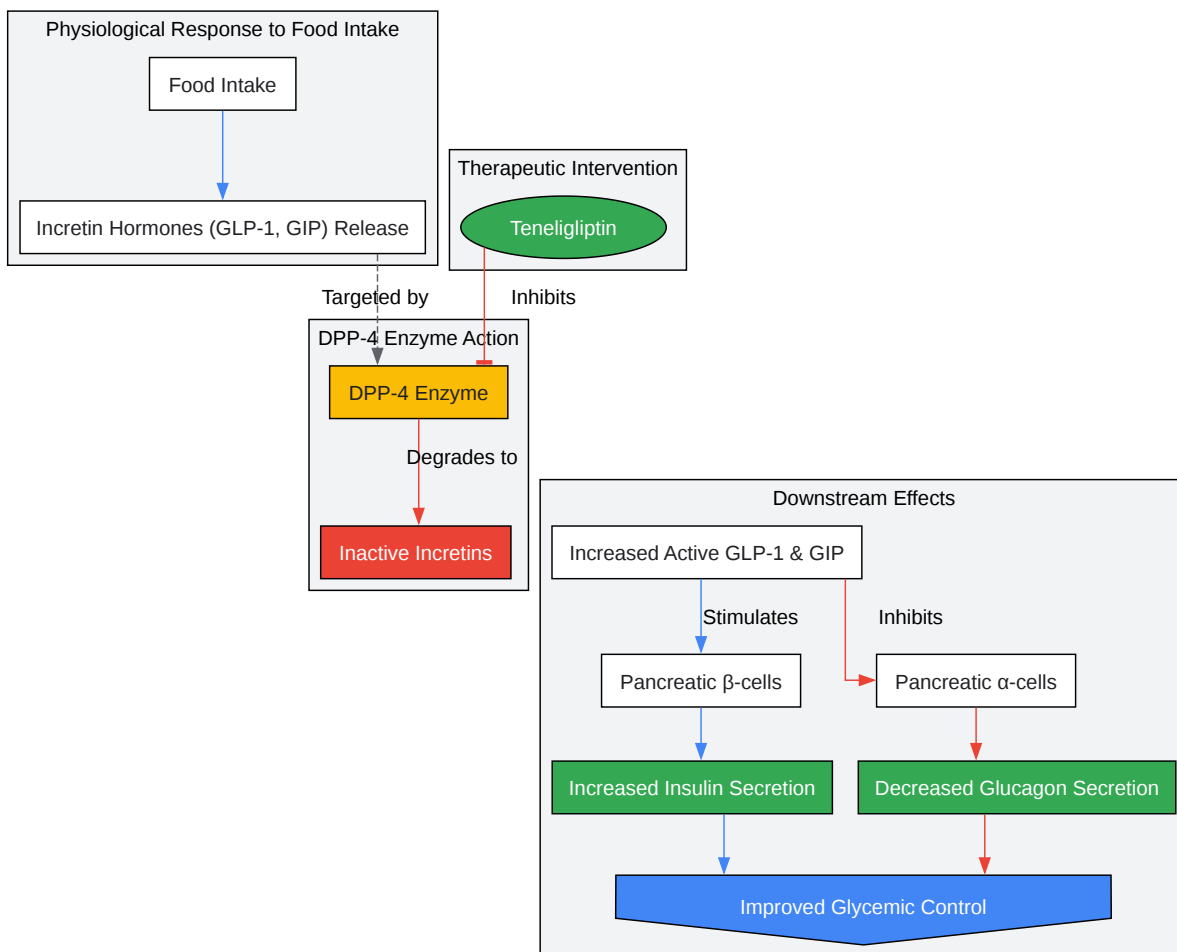 Physiological Response to Food Intake
Food Intake
Incretin Hormones (GLP-1, GIP) Release
Therapeutic Intervention
Teneligliptin
Targeted by
Inhibits
DPP-4 Enzyme Action
DPP-4 Enzyme
Degrades to
Inactive Incretins
Downstream Effects
Increased Active GLP-1 & GIP
Stimulates
Inhibits
Pancreatic β-cells
Pancreatic α-cells
Increased Insulin Secretion
Decreased Glucagon Secretion
Improved Glycemic Control